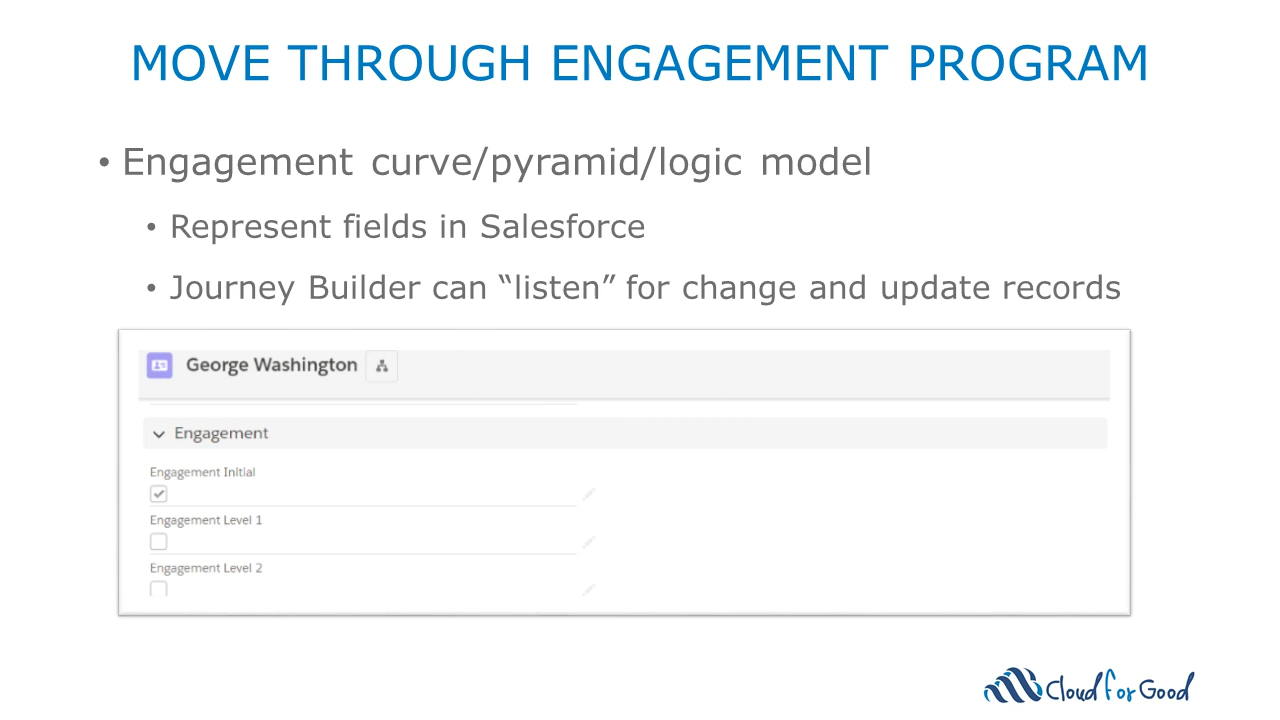 MOVE THROUGH ENGAGEMENT PROGRAM
• Engagement curve/pyramid/logic model
• Represent fields in Salesforce
• Journey Builder can “listen” for change and update records
George Washington
Engagement
Engagement Initial
Engagement Level 1
Engagement Level 2
Cloud for Good